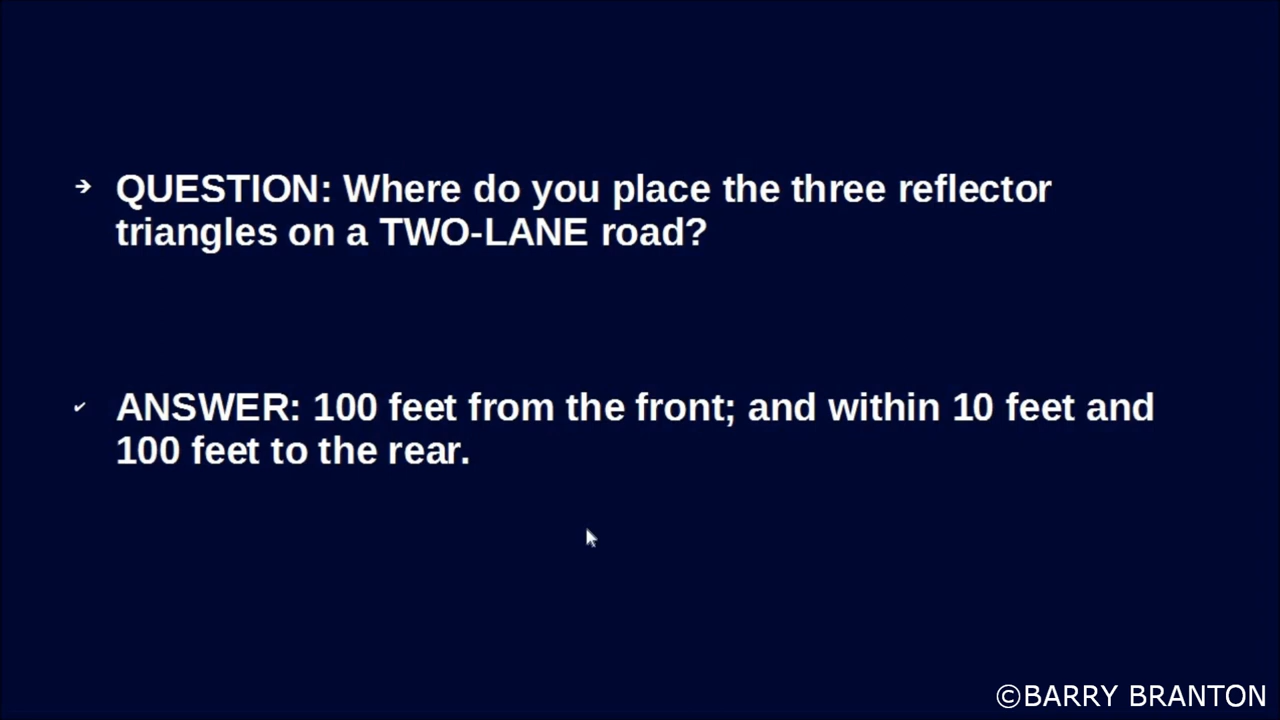 ➔ QUESTION: Where do you place the three reflector
triangles on a TWO-LANE road?
✔ ANSWER: 100 feet from the front; and within 10 feet and
100 feet to the rear.
©BARRY BRANTON